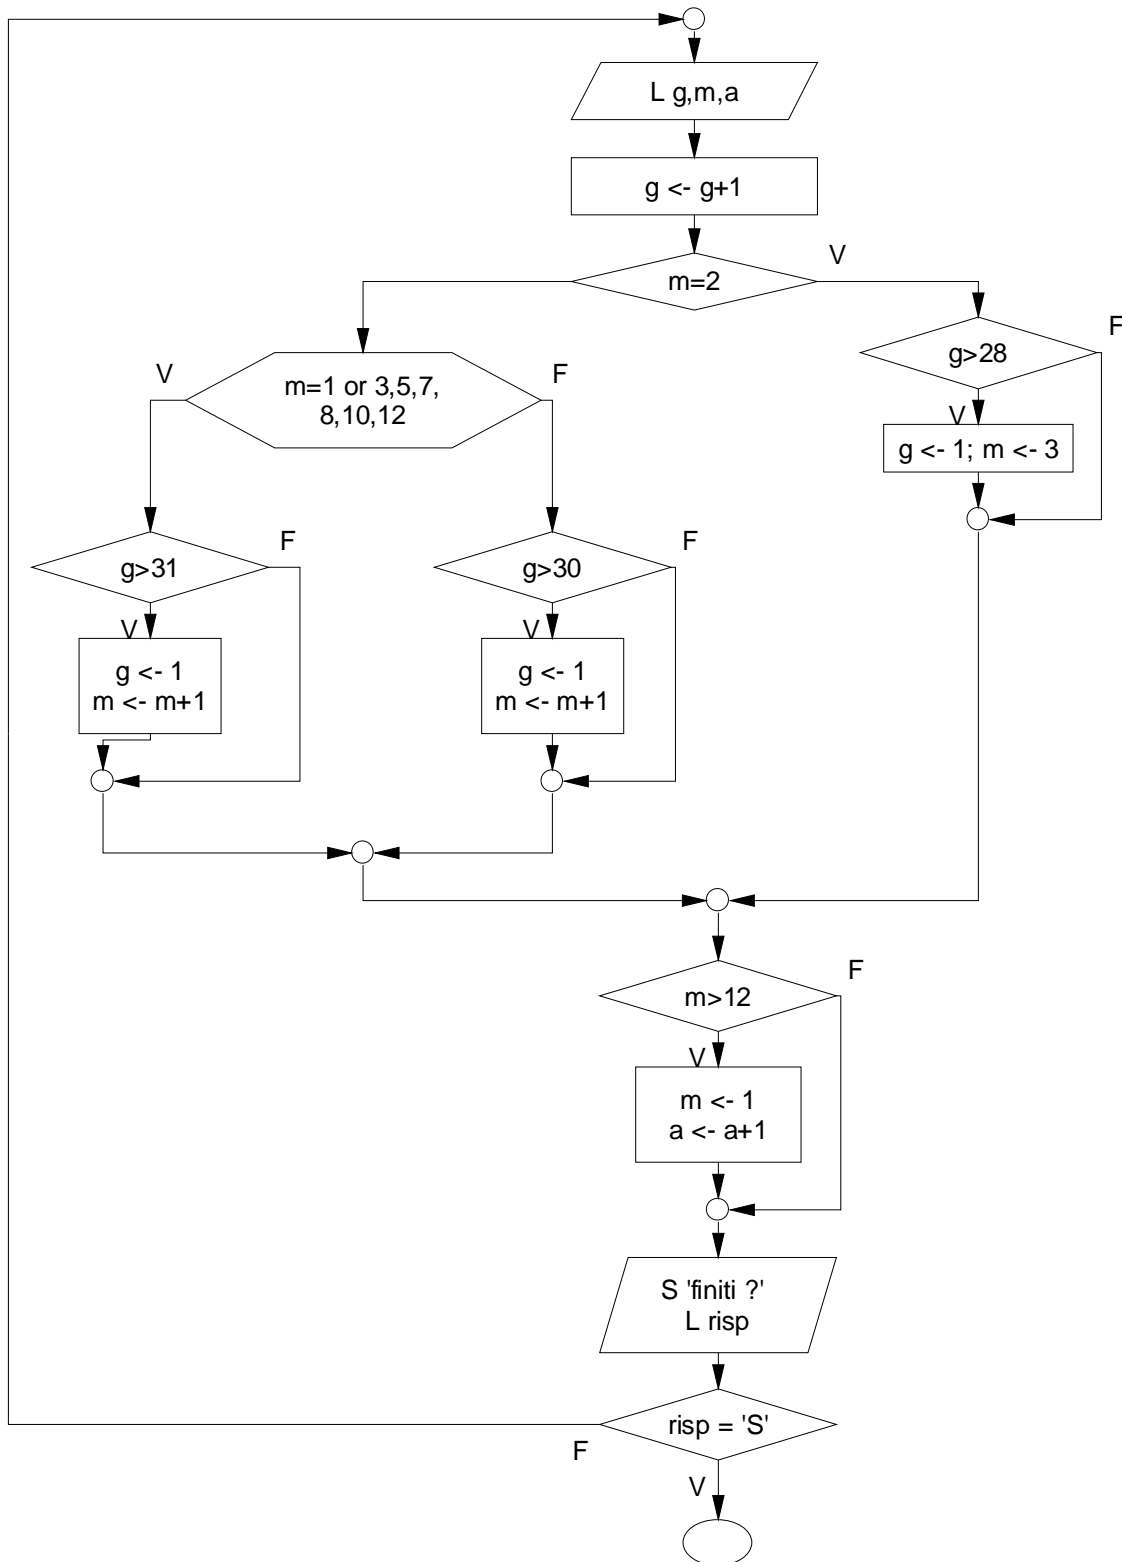 L g,m,a
g <- g+1
V
m=2
F
g>28
V
F
m=1 or 3,5,7,
8,10,12
V
g <- 1; m <- 3
F
F
g>31
g>30
V
V
g <- 1
m <- m+1
g <- 1
m <- m+1
F
m>12
V
m <- 1
a <- a+1
S 'finiti ?'
L risp
risp = 'S'
F
V